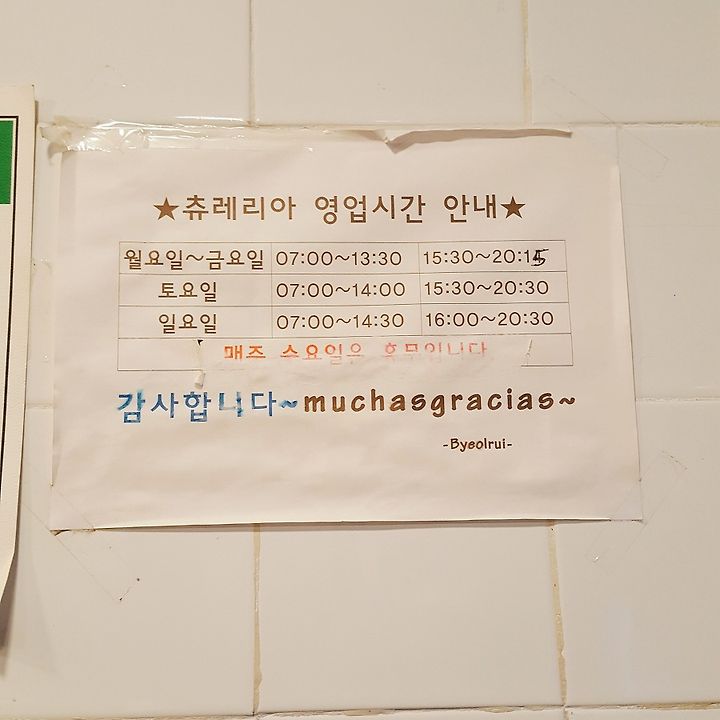 ★츄레리아 영업시간 안내★
월요일~금요일 07:00~13:30 15:30~20:15
토요일 07:00~14:00 15:30~20:30
일요일 07:00~14:30 16:00~20:30
매주 수요일은 휴무입니다.
감사합니다~muchasgracias~
-Byeolrui-